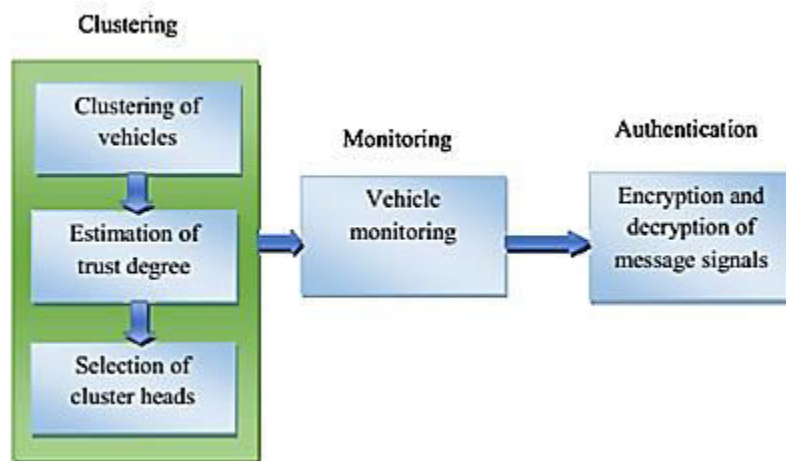 Clustering
Clustering of
vehicles
Estimation of
trust degree
Selection of
cluster heads
Monitoring
Vehicle
monitoring
Authentication
Encryption and
decryption of
message signals